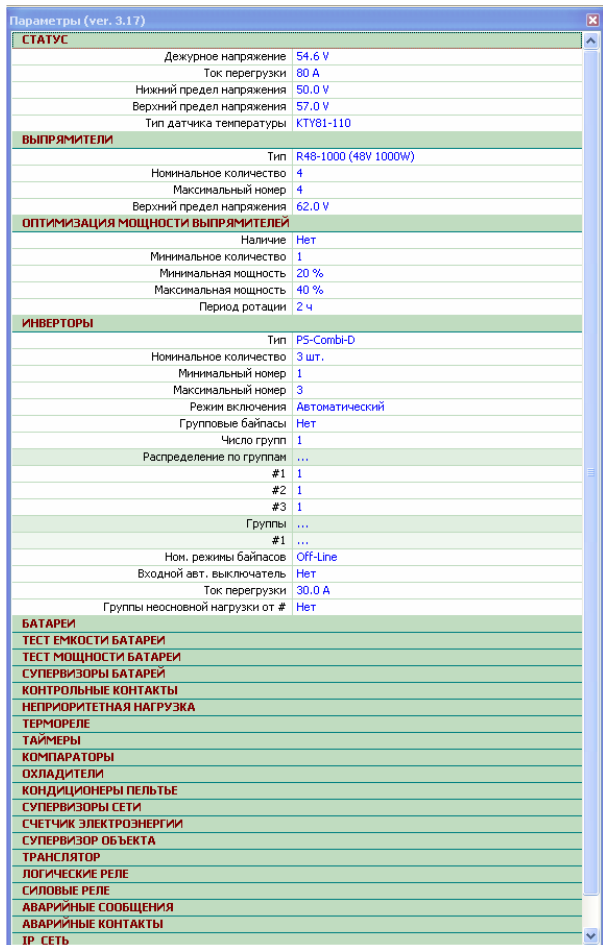 Параметры (ver. 3.17)
СТАТУС
Дежурное напряжение 54.6 V
Ток перегрузки 80 A
Нижний предел напряжения 50.0 V
Верхний предел напряжения 57.0 V
Тип датчика температуры KTY81-110
ВЫПРЯМИТЕЛИ
Тип R48-1000 (48V 1000W)
Номинальное количество 4
Максимальный номер 4
Верхний предел напряжения 62.0 V
ОПТИМИЗАЦИЯ МОЩНОСТИ ВЫПРЯМИТЕЛЕЙ
Наличие Нет
Минимальное количество 1
Минимальная мощность 20 %
Максимальная мощность 40 %
Период ротации 2 ч
ИНВЕРТОРЫ
Тип PS-Combi-D
Номинальное количество 3 шт.
Минимальный номер 1
Максимальный номер 3
Режим включения Автоматический
Групповые байпасы Нет
Число групп 1
Распределение по группам ...
#1 1
#2 1
#3 1
Группы ...
#1 ...
Ном. режимы байпасов Off-Line
Входной авт. выключатель Нет
Ток перегрузки 30.0 A
Группы неосновной нагрузки от # Нет
БАТАРЕИ
ТЕСТ ЕМКОСТИ БАТАРЕИ
ТЕСТ МОЩНОСТИ БАТАРЕИ
СУПЕРВИЗОРЫ БАТАРЕЙ
КОНТРОЛЬНЫЕ КОНТАКТЫ
НЕПРИОРИТЕТНАЯ НАГРУЗКА
ТЕРМОРЕЛЕ
ТАЙМЕРЫ
КОМПАРАТОРЫ
ОХЛАДИТЕЛИ
КОНДИЦИОНЕРЫ ПЕЛЬТЬЕ
СУПЕРВИЗОРЫ СЕТИ
СЧЕТЧИК ЭЛЕКТРОЭНЕРГИИ
СУПЕРВИЗОР ОБЪЕКТА
ТРАНСЛЯТОР
ЛОГИЧЕСКИЕ РЕЛЕ
СИЛОВЫЕ РЕЛЕ
АВАРИЙНЫЕ СООБЩЕНИЯ
АВАРИЙНЫЕ КОНТАКТЫ
IP СЕТЬ